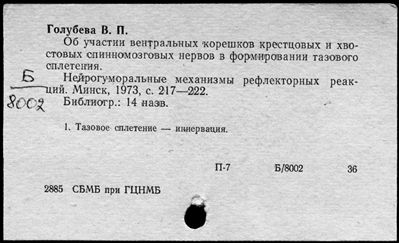 Голубева В. П.
Об участии вентральных корешков крестцовых и хво-
стовых спинномозговых нервов в формировании тазового
сплетения.
Б
8002
Нейрогуморальные механизмы рефлекторных реак-
ций. Минск, 1973, с. 217—222.
Библиогр.: 14 назв.
1. Тазовое сплетение — иннервация.
П-7 Б/8002 36
2885 СБМБ при ГЦНМБ